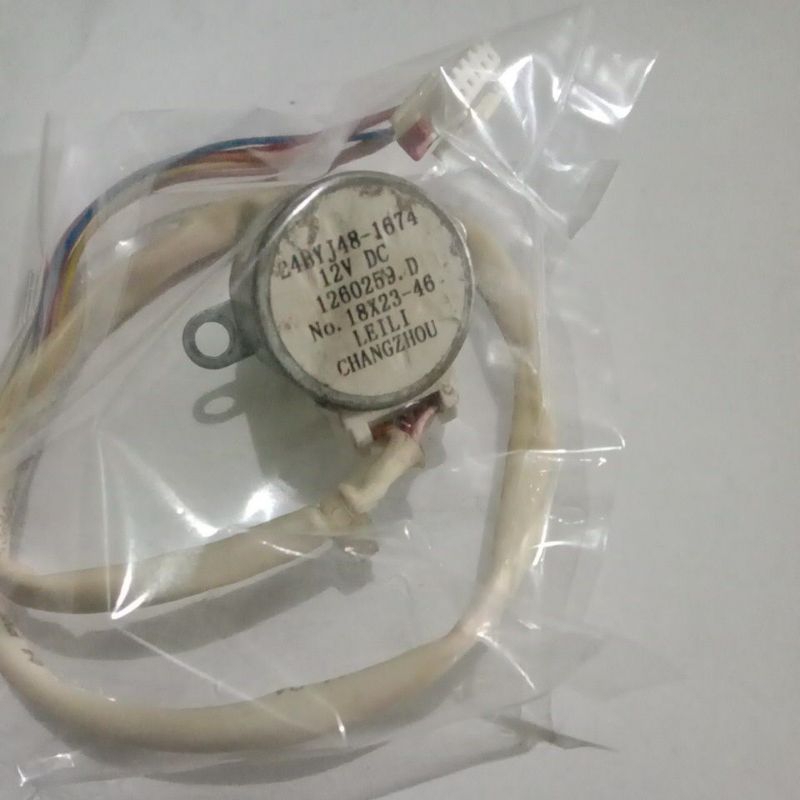 24BYJ48-1674
12V DC
1260259.D
No. 18X23-46
LEILI
CHANGZHOU